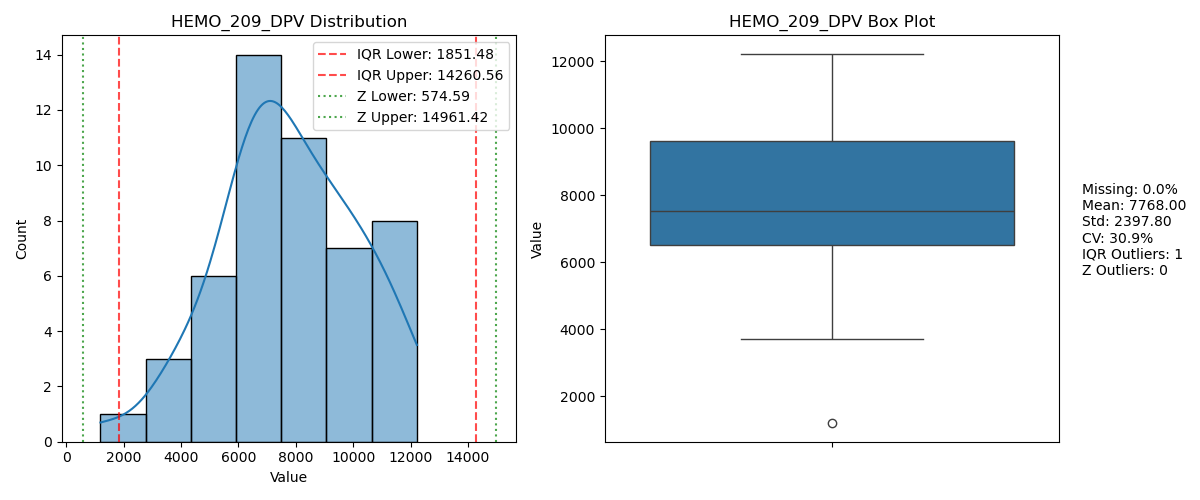 HEMO_209_DPV Distribution
IQR Lower: 1851.48
IQR Upper: 14260.56
Z Lower: 574.59
Z Upper: 14961.42
14
12
10
8
6
4
2
0
Count
0 2000 4000 6000 8000 10000 12000 14000
Value
HEMO_209_DPV Box Plot
12000
10000
8000
6000
4000
2000
Value
Missing: 0.0%
Mean: 7768.00
Std: 2397.80
CV: 30.9%
IQR Outliers: 1
Z Outliers: 0